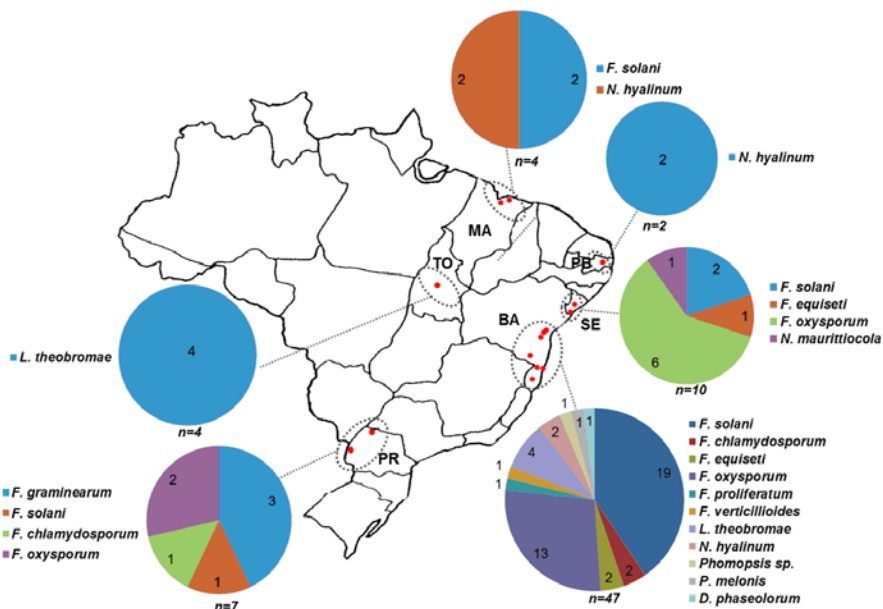 2
2
F. solani
N. hyalinum
n=4
2
N. hyalinum
n=2
MA
TO
PB
BA
SE
1
2
1
6
F. solani
F. equiseti
F. oxysporum
N. maurittiocola
n=10
4
L. theobromae
n=4
PR
2
3
1
1
F. graminearum
F. solani
F. chlamydosporum
F. oxysporum
n=7
1
1
1
2
4
1
1
13
2
2
19
F. solani
F. chlamydosporum
F. equiseti
F. oxysporum
F. proliferatum
F. verticillioides
L. theobromae
N. hyalinum
Phomopsis sp.
P. melonis
D. phaseolorum
n=47